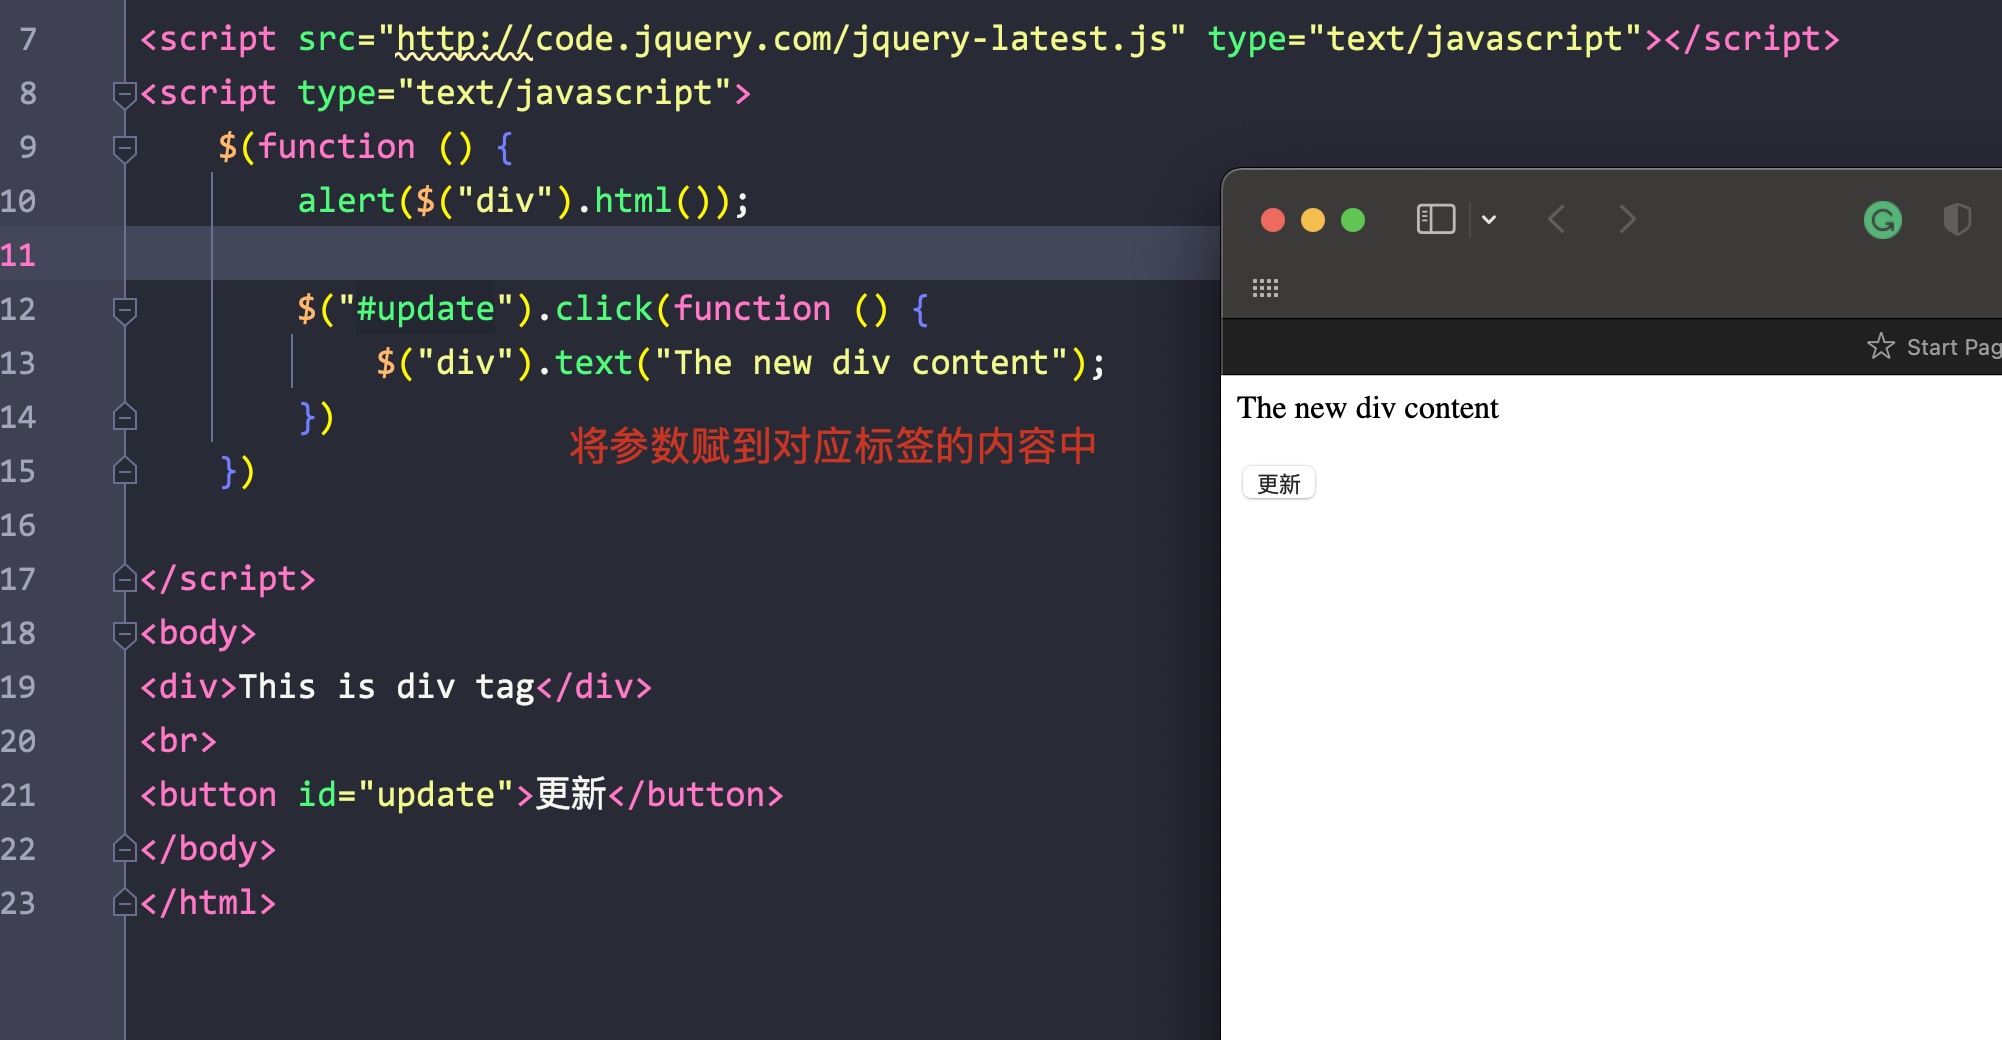 7 <script src="http://code.jquery.com/jquery-latest.js" type="text/javascript"></script>
8 <script type="text/javascript">
9 $(function () {
10 alert($("div").html());
11
12 $("#update").click(function () {
13 $("div").text("The new div content");
14 })
将参数赋到对应标签的内容中
15 })
16
17 </script>
18 <body>
19 <div>This is div tag</div>
20 <br>
21 <button id="update">更新</button>
22 </body>
23 </html>
Start Pag
The new div content
更新